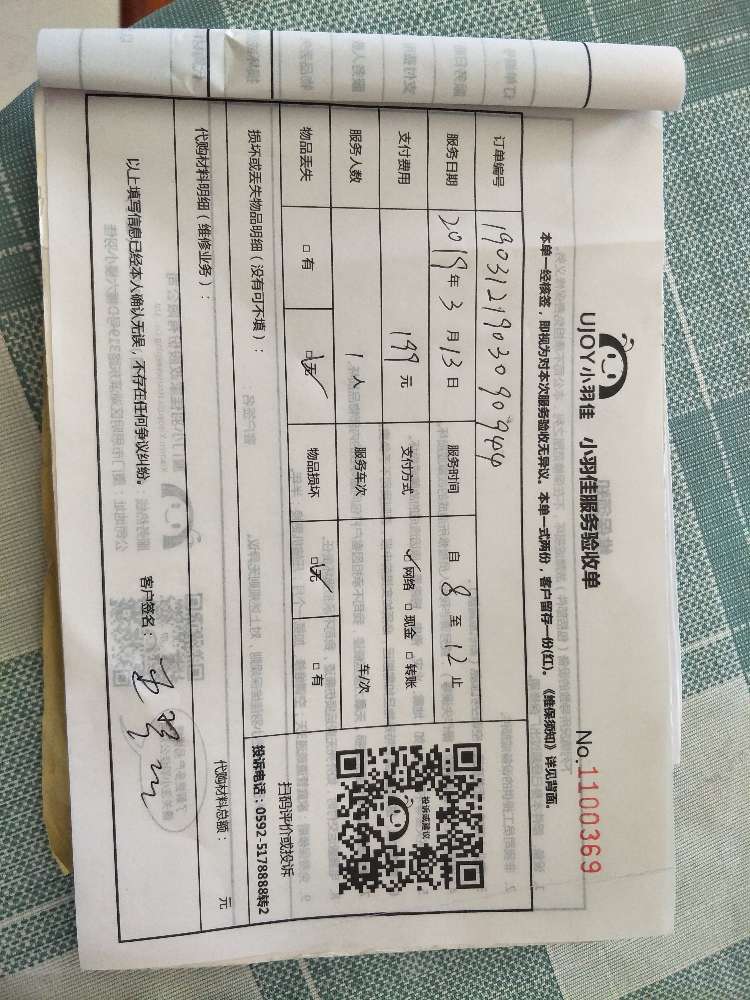 UJOY小羽佳 小羽佳服务验收单
No.1100369
本单一经核签，即视为对本次服务验收无异议。本单一式两份，客户留存一份(红)。《维保须知》详见背面。
订单编号 1903121903090944
服务日期 2019年3月13日 服务时间 自8至12止
支付费用 199元 支付方式 ☑网络 □现金 □转账
服务人数 1人 服务车次 车/次
物品丢失 □有 ☑无 物品损坏 ☑无 □有
投诉或建议
扫码评价或投诉
投诉电话：0592-5178888转2
损坏或丢失物品明细（没有可不填）：
代购材料明细（维修业务）： 代购材料总额： 元
以上填写信息已经本人确认无误，不存在任何争议纠纷。 客户签名：